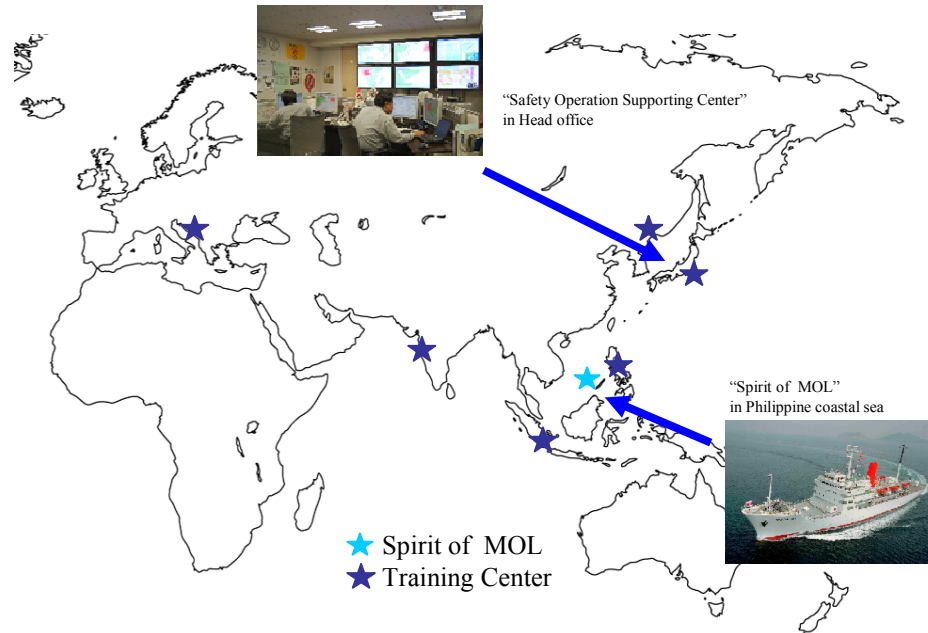 “Safety Operation Supporting Center”
in Head office
“Spirit of MOL”
in Philippine coastal sea
Spirit of  MOL
Training Center